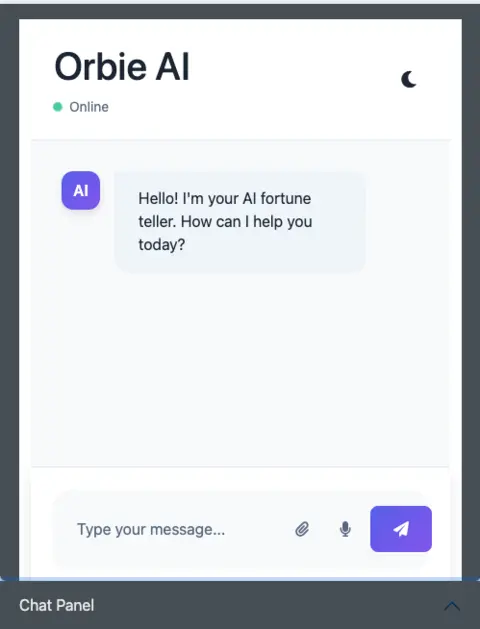 Orbie AI
Online
AI
Hello! I'm your AI fortune
teller. How can I help you
today?
Type your message...
Chat Panel